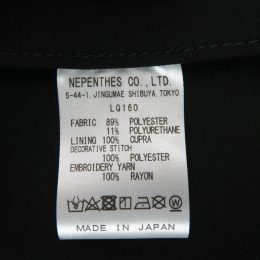 NEPENTHES CO., LTD.
5-44-1, JINGUMAE SHIBUYA, TOKYO
LQ160
FABRIC 89% POLYESTER
11% POLYURETHANE
LINING 100% CUPRA
DECORATIVE STITCH
100% POLYESTER
EMBROIDERY YARN
100% RAYON
MADE IN JAPAN